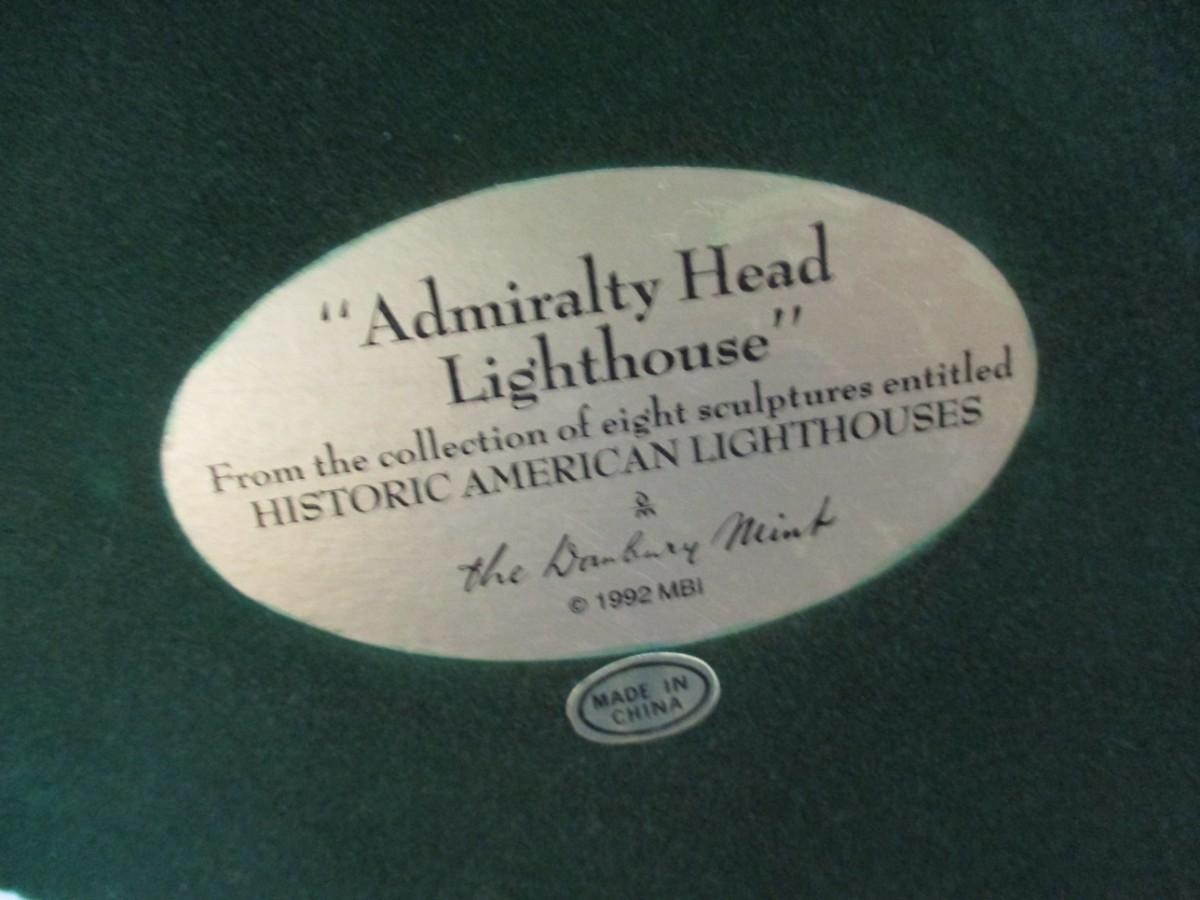 "Admiralty Head
Lighthouse"
From the collection of eight sculptures entitled
HISTORIC AMERICAN LIGHTHOUSES
DM
the Danbury Mint
© 1992 MBI
MADE IN
CHINA